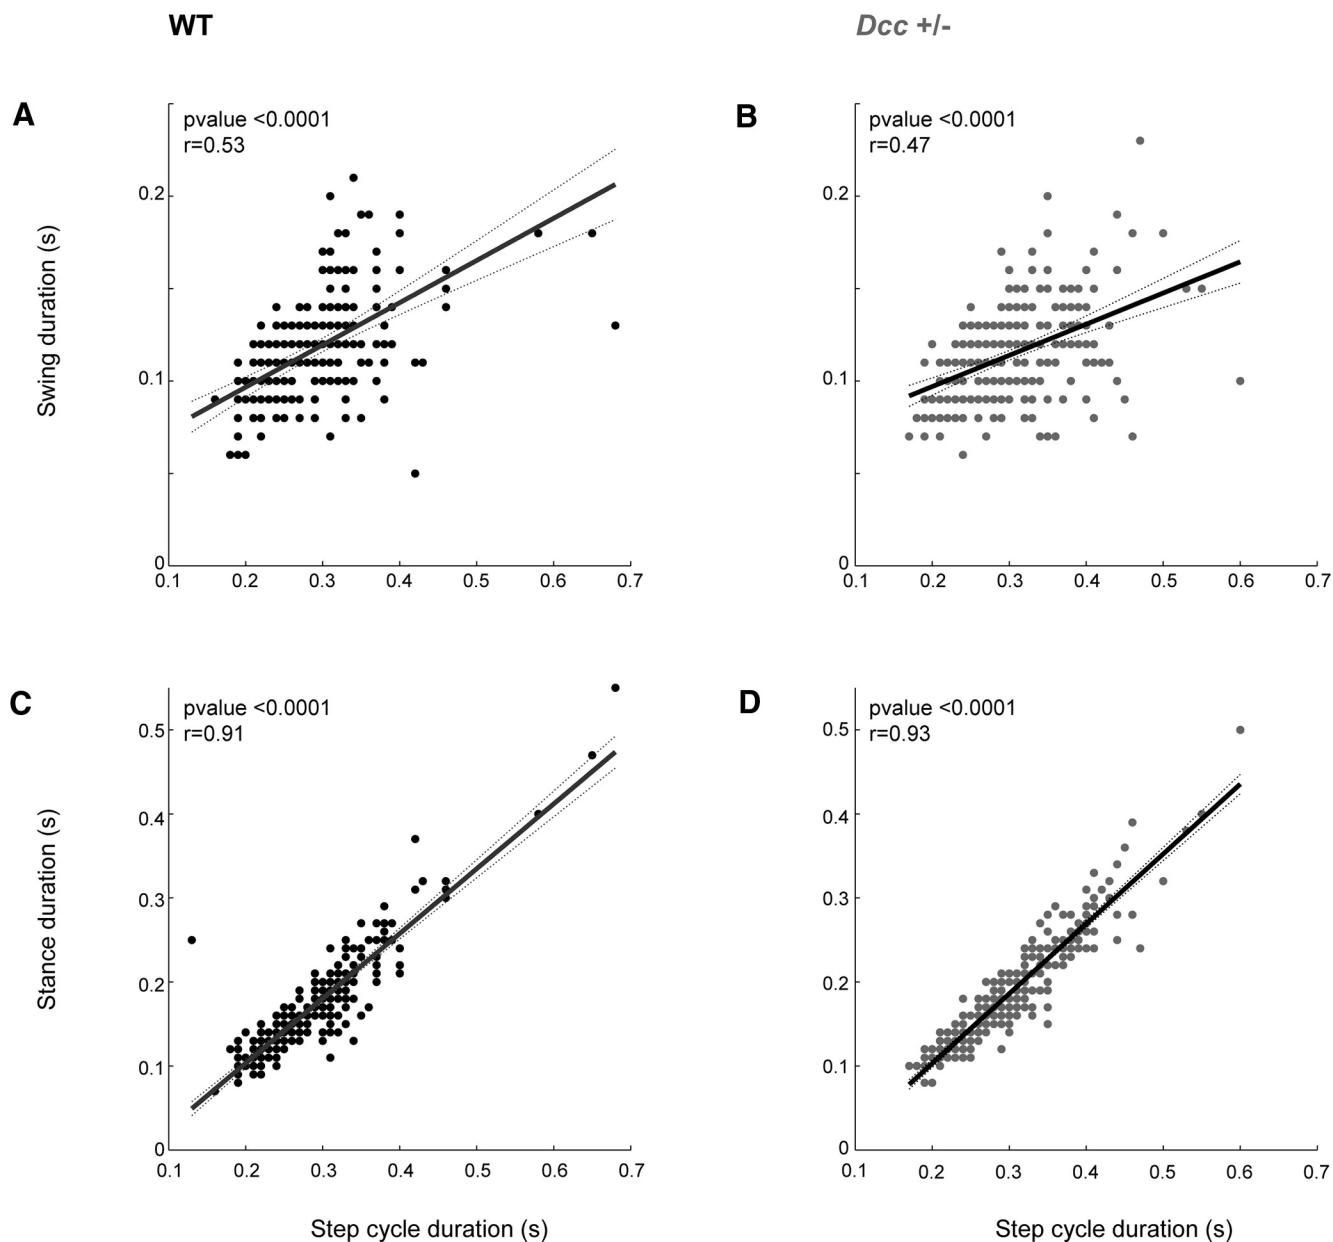 WT
Dcc +/-
A
pvalue <0.0001
r=0.53
Swing duration (s)
0.2
0.1
0
0.1 0.2 0.3 0.4 0.5 0.6 0.7
B
pvalue <0.0001
r=0.47
0.2
0.1
0
0.1 0.2 0.3 0.4 0.5 0.6 0.7
C
pvalue <0.0001
r=0.91
Stance duration (s)
0.5
0.4
0.3
0.2
0.1
0
0.1 0.2 0.3 0.4 0.5 0.6 0.7
Step cycle duration (s)
D
pvalue <0.0001
r=0.93
0.5
0.4
0.3
0.2
0.1
0
0.1 0.2 0.3 0.4 0.5 0.6 0.7
Step cycle duration (s)